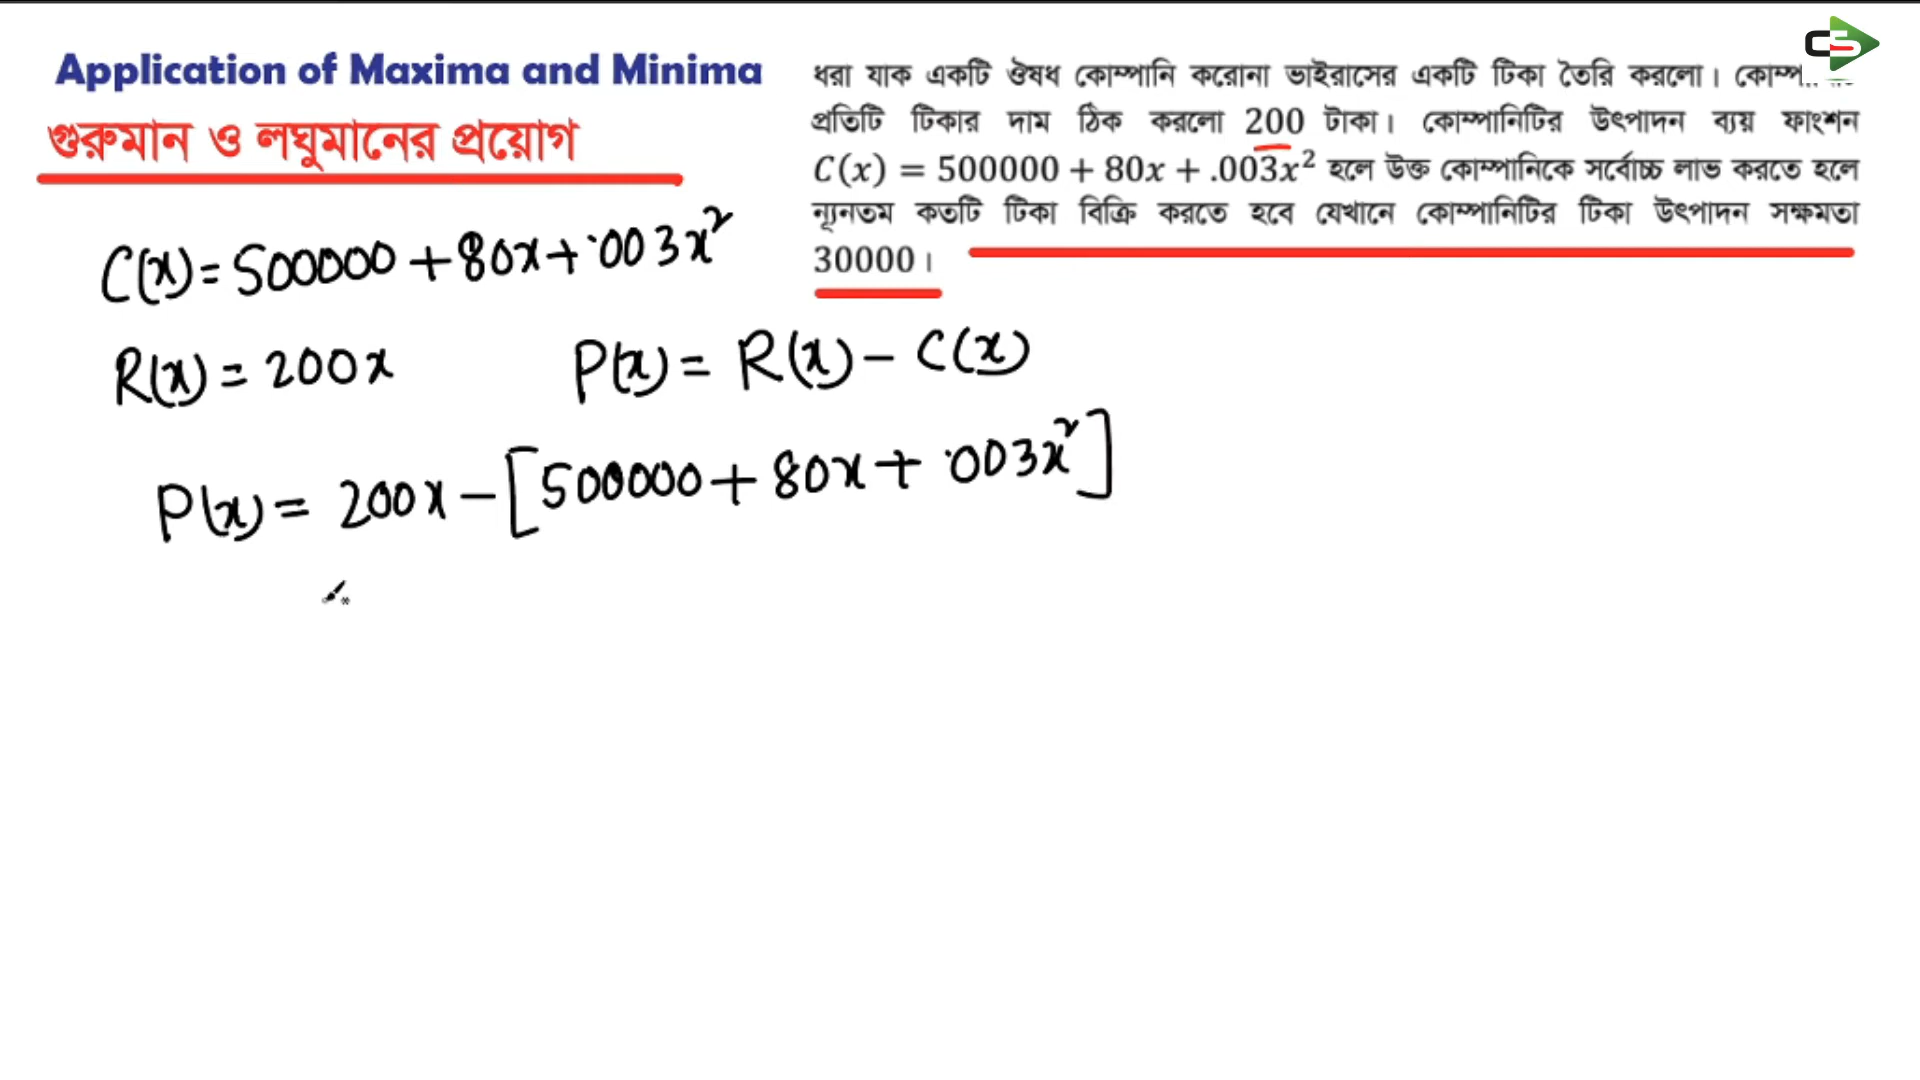 Application of Maxima and Minima
গুরুমান ও লঘুমানের প্রয়োগ
ধরা যাক একটি ঔষধ কোম্পানি করোনা ভাইরাসের একটি টিকা তৈরি করলো।
প্রতিটি টিকার দাম ঠিক করলো 200 টাকা। কোম্পানিটির উৎপাদন ব্যয় ফাংশন
C(x) = 500000 + 80x + .003x² হলে উক্ত কোম্পানিকে সর্বোচ্চ লাভ করতে হলে
ন্যূনতম কতটি টিকা বিক্রি করতে হবে যেখানে কোম্পানিটির টিকা উৎপাদন সক্ষমতা
30000।
C(x) = 500000 + 80x + .003x²
R(x) = 200x
P(x) = R(x) - C(x)
P(x) = 200x - [500000 + 80x + .003x²]